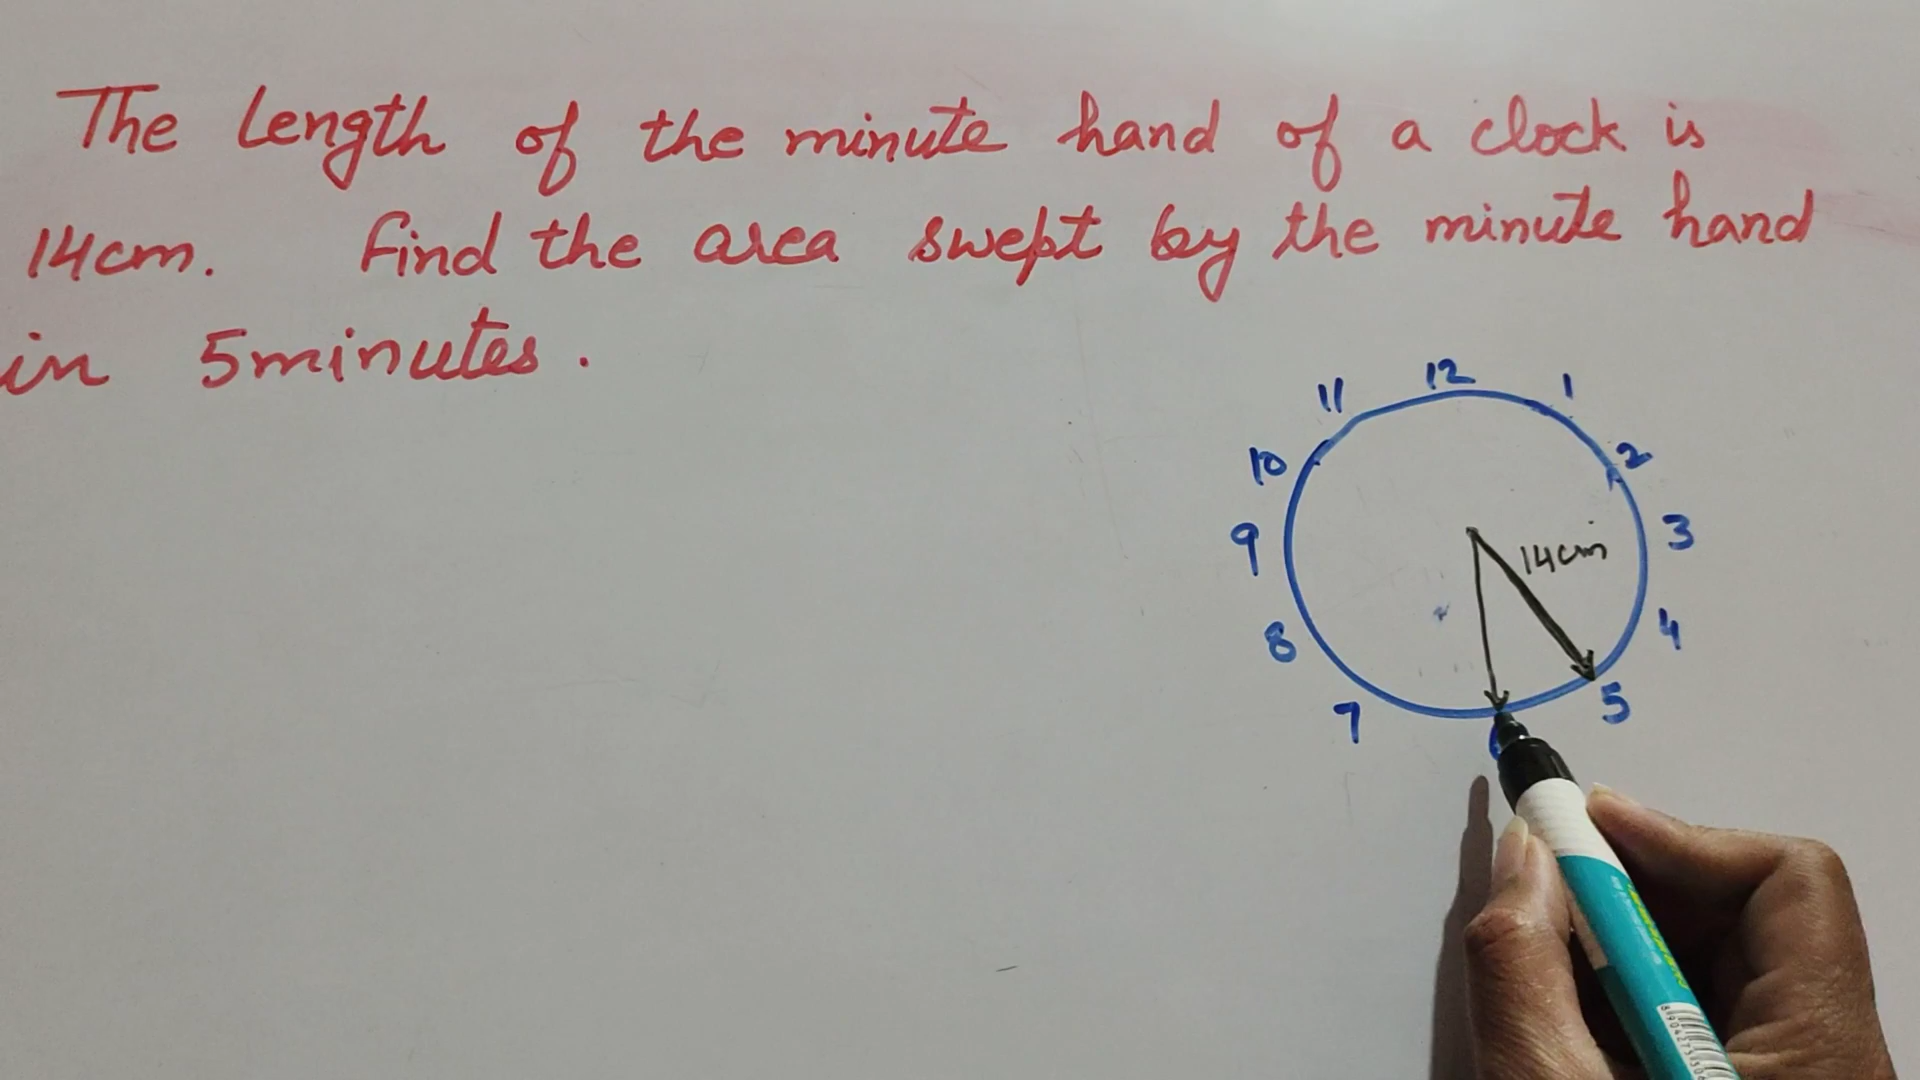 The length of the minute hand of a clock is
14cm. Find the area swept by the minute hand
in 5minutes.
12
11
1
10
2
9
3
14cm
8
4
7
5